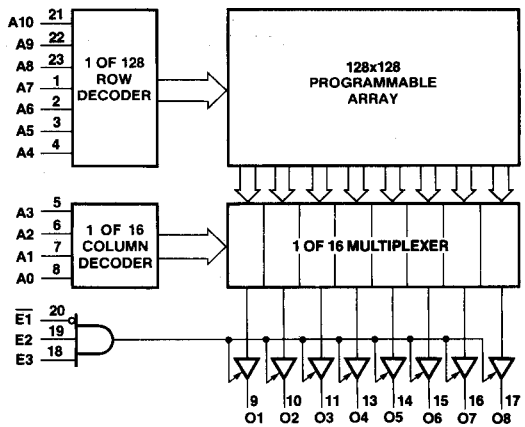 A10 21
A9 22
A8 23
A7 1
A6 2
A5 3
A4 4
1 OF 128
ROW
DECODER
128x128
PROGRAMMABLE
ARRAY
A3 5
A2 6
A1 7
A0 8
1 OF 16
COLUMN
DECODER
1 OF 16 MULTIPLEXER
E1 20
E2 19
E3 18
9 10 11 13 14 15 16 17
O1 O2 O3 O4 O5 O6 O7 O8